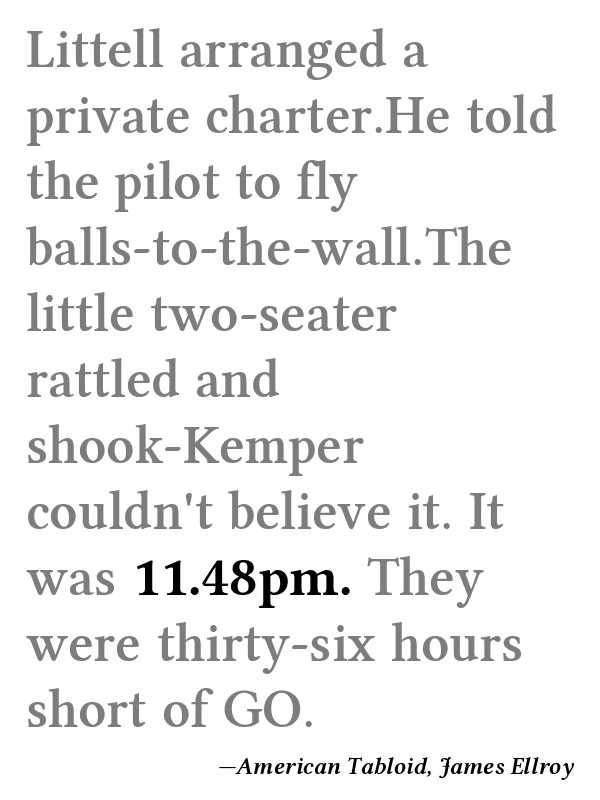 Littell arranged a
private charter.He told
the pilot to fly
balls-to-the-wall.The
little two-seater
rattled and
shook-Kemper
couldn't believe it. It
was 11.48pm. They
were thirty-six hours
short of GO.
—American Tabloid, James Ellroy